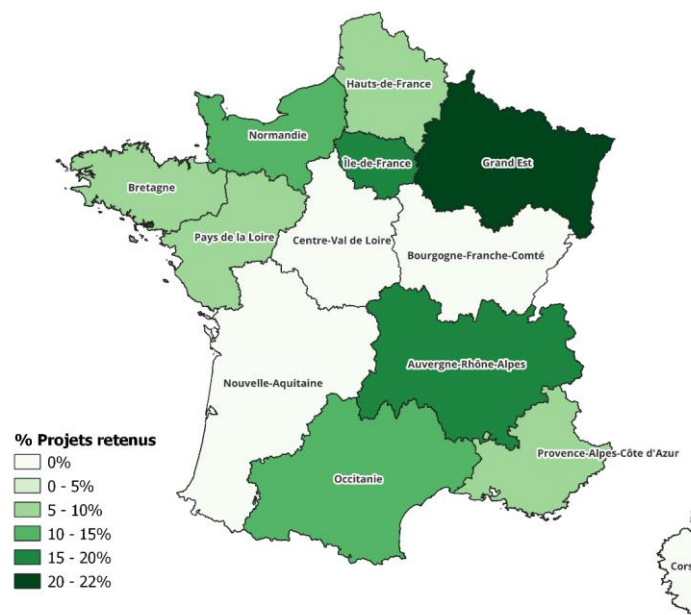 Hauts-de-France
Normandie
Île-de-France
Grand Est
Bretagne
Pays de la Loire
Centre-Val de Loire
Bourgogne-Franche-Comté
Nouvelle-Aquitaine
Auvergne-Rhône-Alpes
Provence-Alpes-Côte d'Azur
Occitanie
% Projets retenus
0%
0 - 5%
5 - 10%
10 - 15%
15 - 20%
20 - 22%
Cors